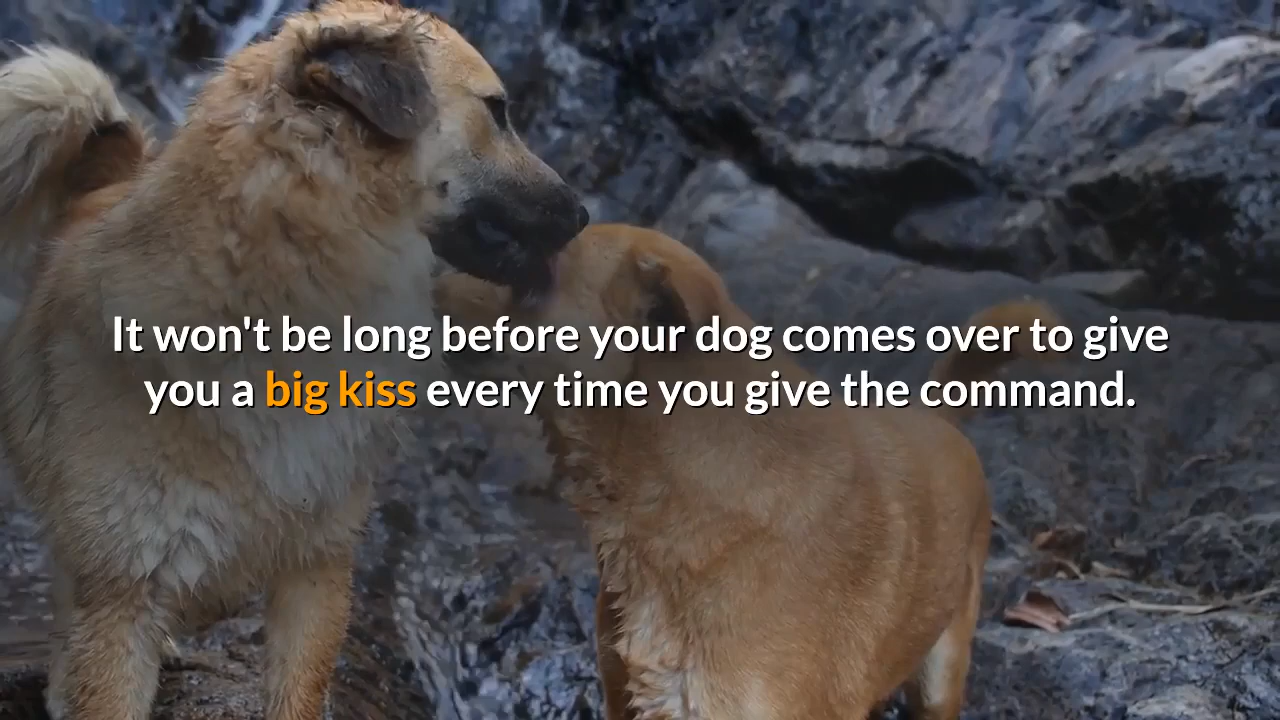 It won't be long before your dog comes over to give
you a big kiss every time you give the command.